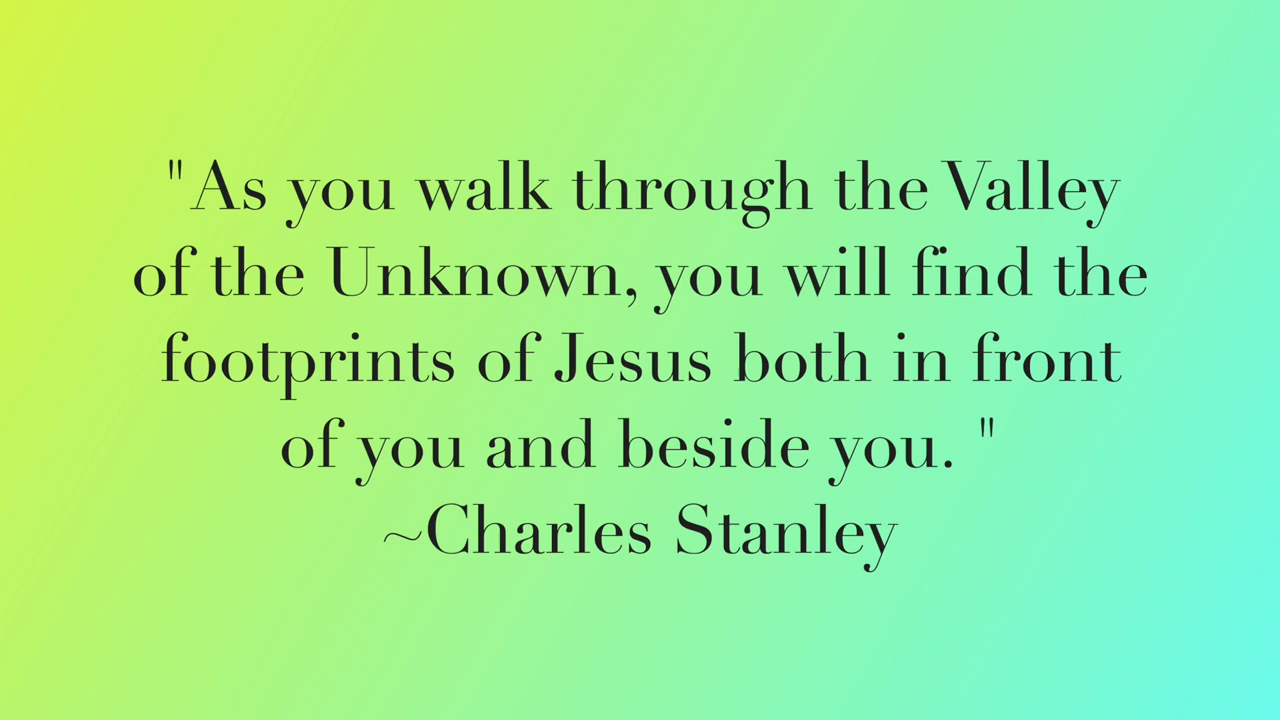 "As you walk through the Valley
of the Unknown, you will find the
footprints of Jesus both in front
of you and beside you. "
~Charles Stanley